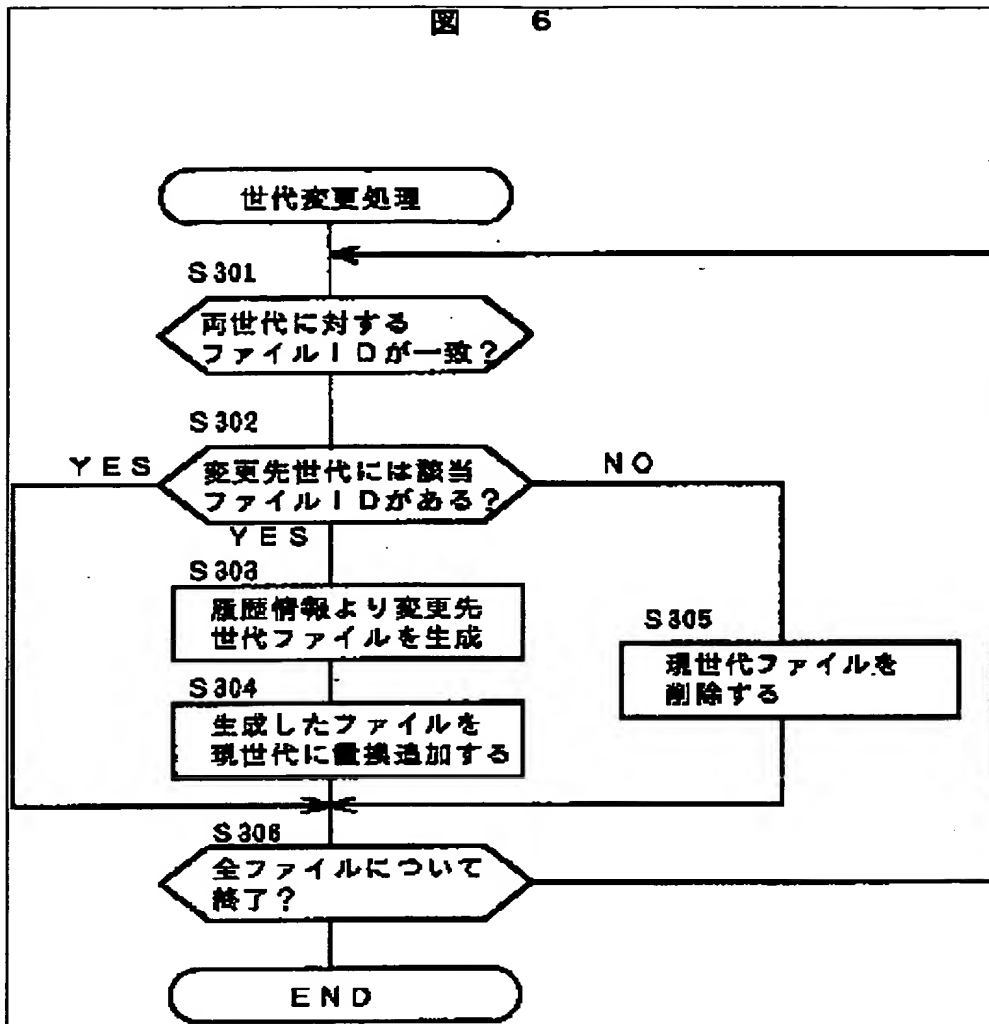 図 6
世代変更処理
S301
両世代に対する
ファイルIDが一致？
S302
YES
変更先世代には該当
ファイルIDがある？
NO
YES
S303
履歴情報より変更先
世代ファイルを生成
S305
現世代ファイルを
削除する
S304
生成したファイルを
現世代に置換追加する
S306
全ファイルについて
終了？
END